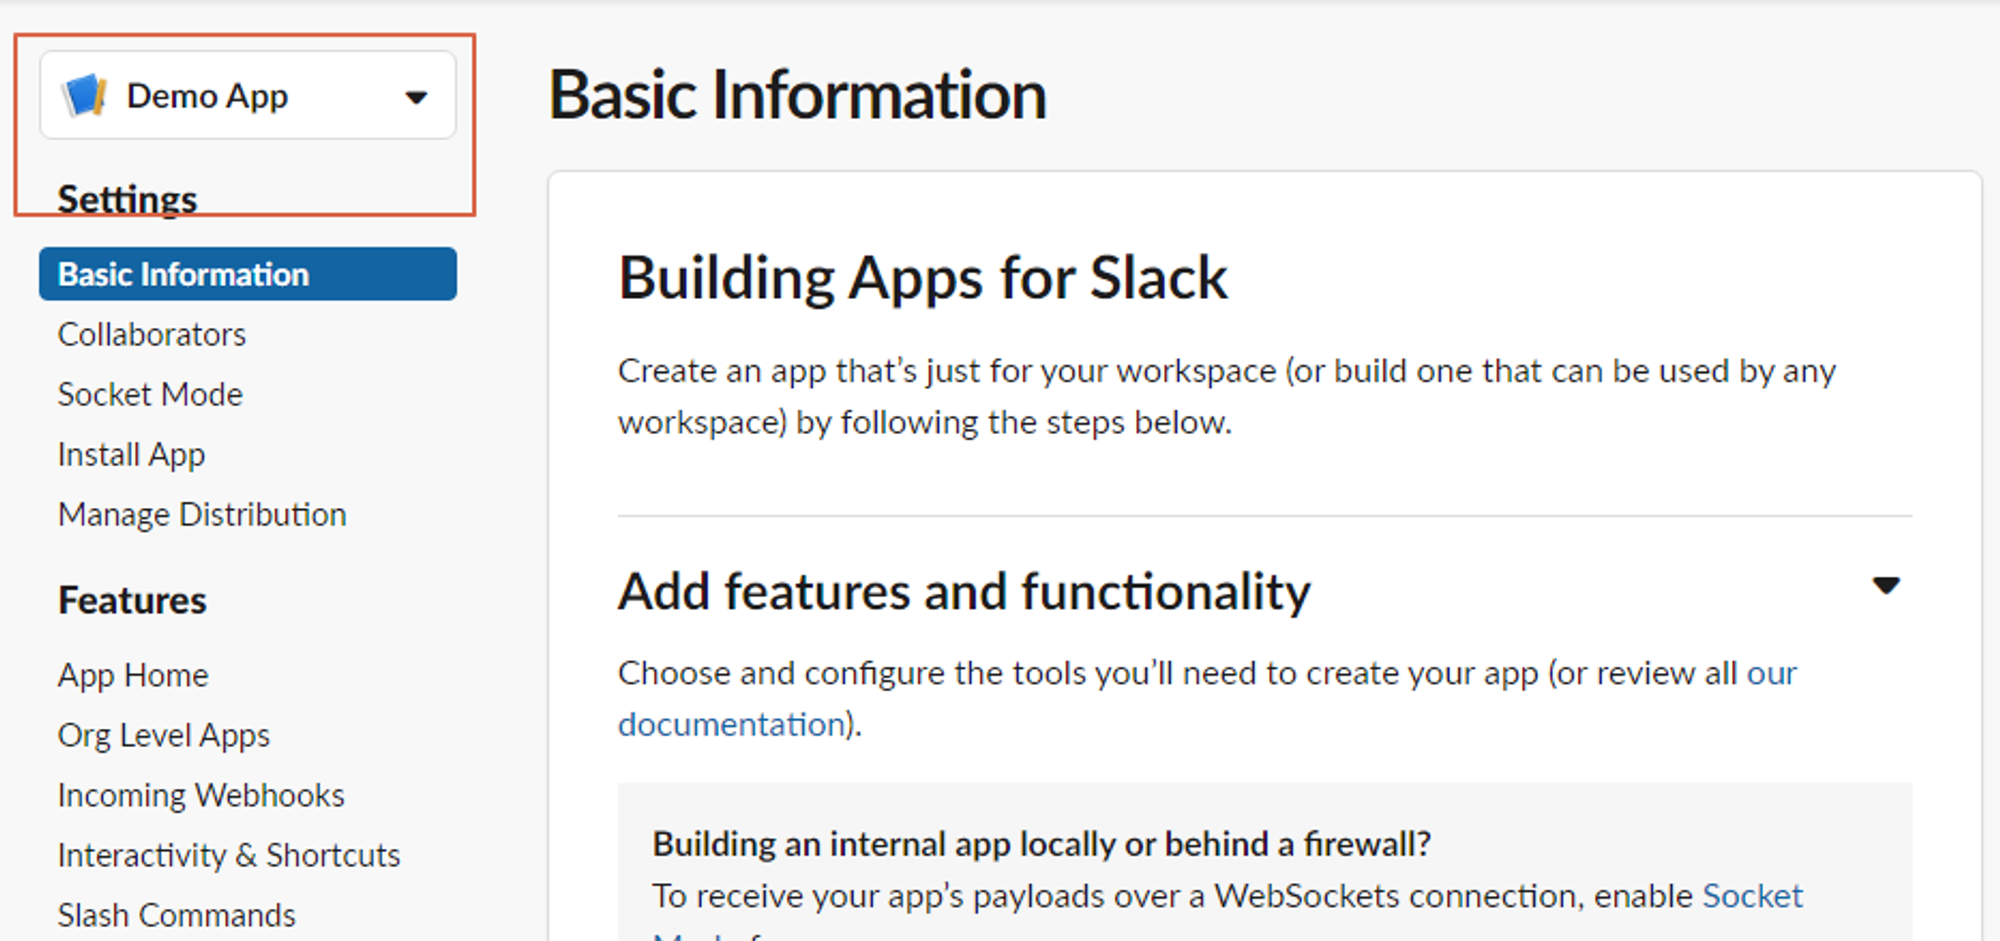 Demo App
Settings
Basic Information
Collaborators
Socket Mode
Install App
Manage Distribution
Features
App Home
Org Level Apps
Incoming Webhooks
Interactivity & Shortcuts
Slash Commands
Basic Information
Building Apps for Slack
Create an app that’s just for your workspace (or build one that can be used by any
workspace) by following the steps below.
Add features and functionality
Choose and configure the tools you’ll need to create your app (or review all our
documentation).
Building an internal app locally or behind a firewall?
To receive your app’s payloads over a WebSockets connection, enable Socket